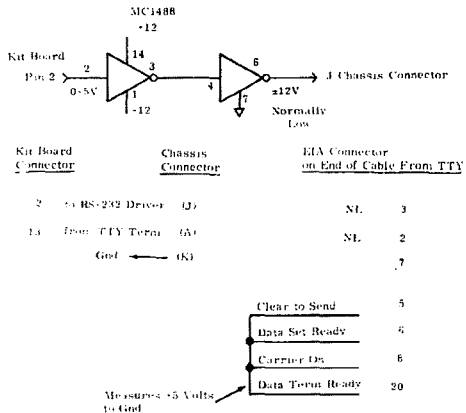 MC1488
+12
14
Kit Board
Pin 2
2
3
0-5V
1
-12
4
6
7
J Chassis Connector
±12V
Normally
Low
Kit Board
Connector
Chassis
Connector
EIA Connector
on End of Cable From TTY
2 to RS-232 Driver (J)
NL 3
13 from TTY Term (A)
NL 2
Gnd (K)
7
Clear to Send 5
Data Set Ready 6
Carrier On 8
Data Term Ready 20
Measures +5 Volts
to Gnd